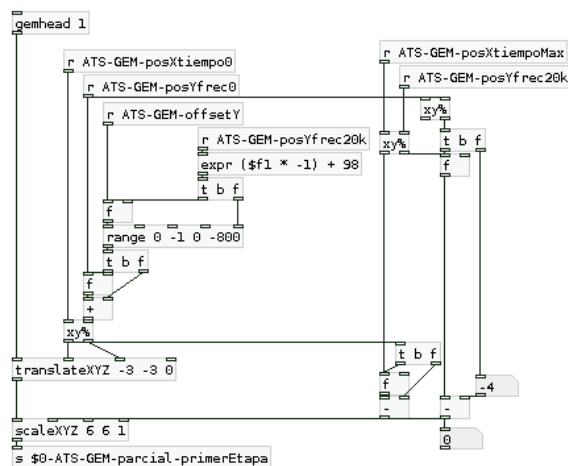 gemhead 1
r ATS-GEM-posXtiempo0
r ATS-GEM-posXtiempoMax
r ATS-GEM-posYfrec0
r ATS-GEM-posYfrec20k
r ATS-GEM-offsetY
xy%
r ATS-GEM-posYfrec20k
xy%
t b f
expr ($f1 * -1) + 98
f
t b f
f
range 0 -1 0 -800
t b f
f
+
xy%
t b f
translateXYZ -3 -3 0
f
-4
-
-
scaleXYZ 6 6 1
0
s $0-ATS-GEM-parcial-primerEtapa